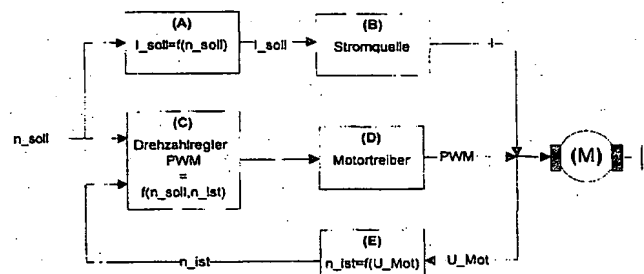 (A)
I_soll=f(n_soll)
I_soll
(B)
Stromquelle
I
n_soll
(C)
Drehzahlregler
PWM
=
f(n_soll,n_ist)
(D)
Motortreiber
PWM
(M)
(E)
n_ist=f(U_Mot)
U_Mot
n_ist